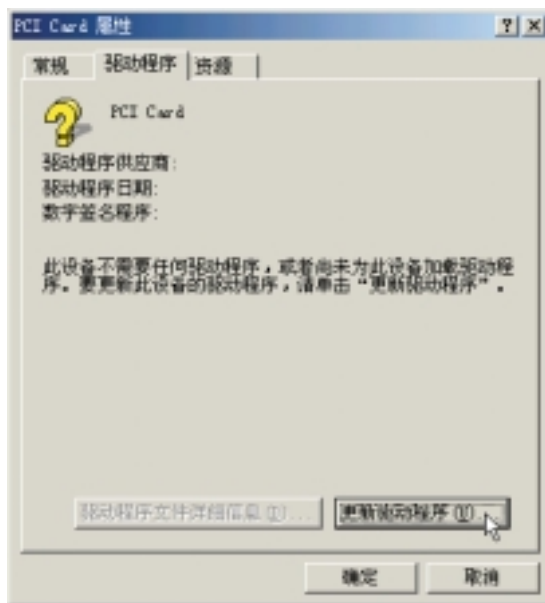 PCI Card 属性
常规 驱动程序 资源
PCI Card
驱动程序供应商:
驱动程序日期:
数字签名程序:
此设备不需要任何驱动程序，或者尚未为此设备加载驱动程
序。要更新此设备的驱动程序，请单击“更新驱动程序”。
驱动程序文件详细信息(D)... 更新驱动程序(U)...
确定 取消